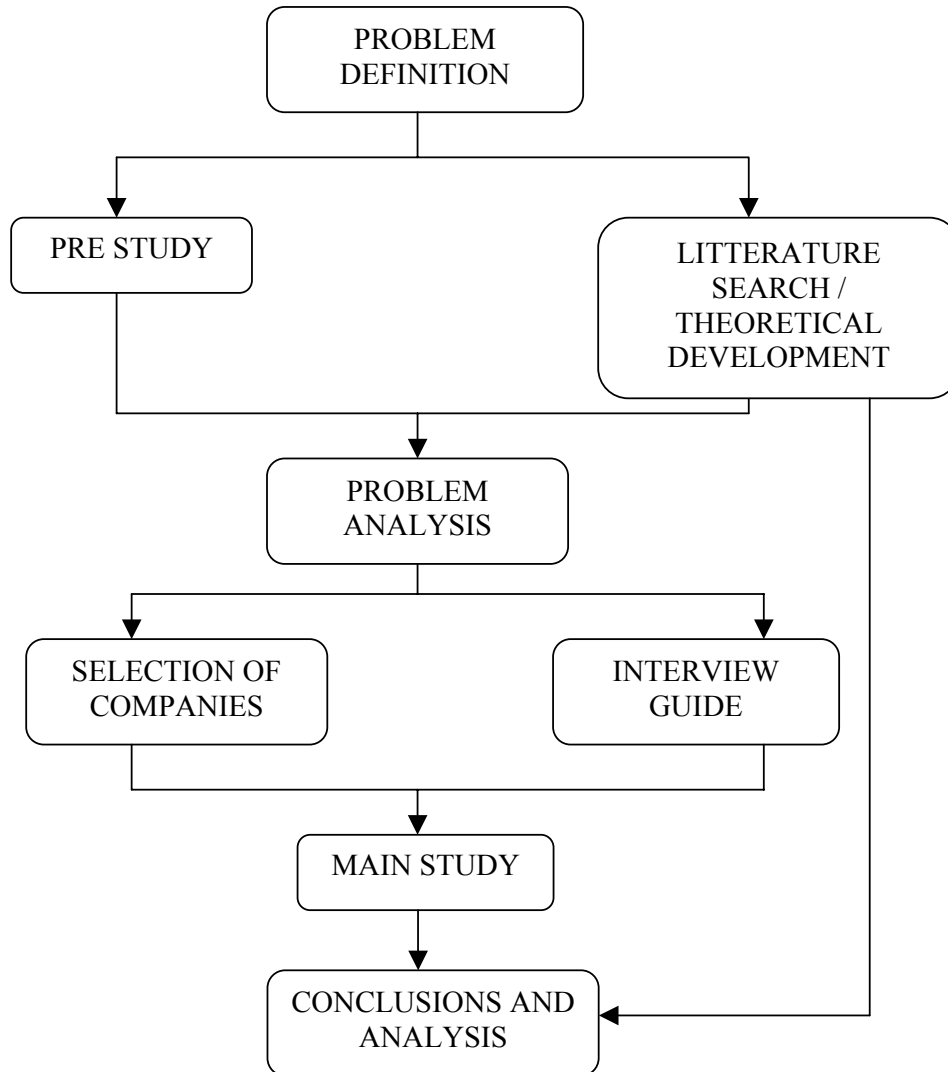 PROBLEM
DEFINITION
PRE STUDY
LITTERATURE
SEARCH /
THEORETICAL
DEVELOPMENT
PROBLEM
ANALYSIS
SELECTION OF
COMPANIES
INTERVIEW
GUIDE
MAIN STUDY
CONCLUSIONS AND
ANALYSIS